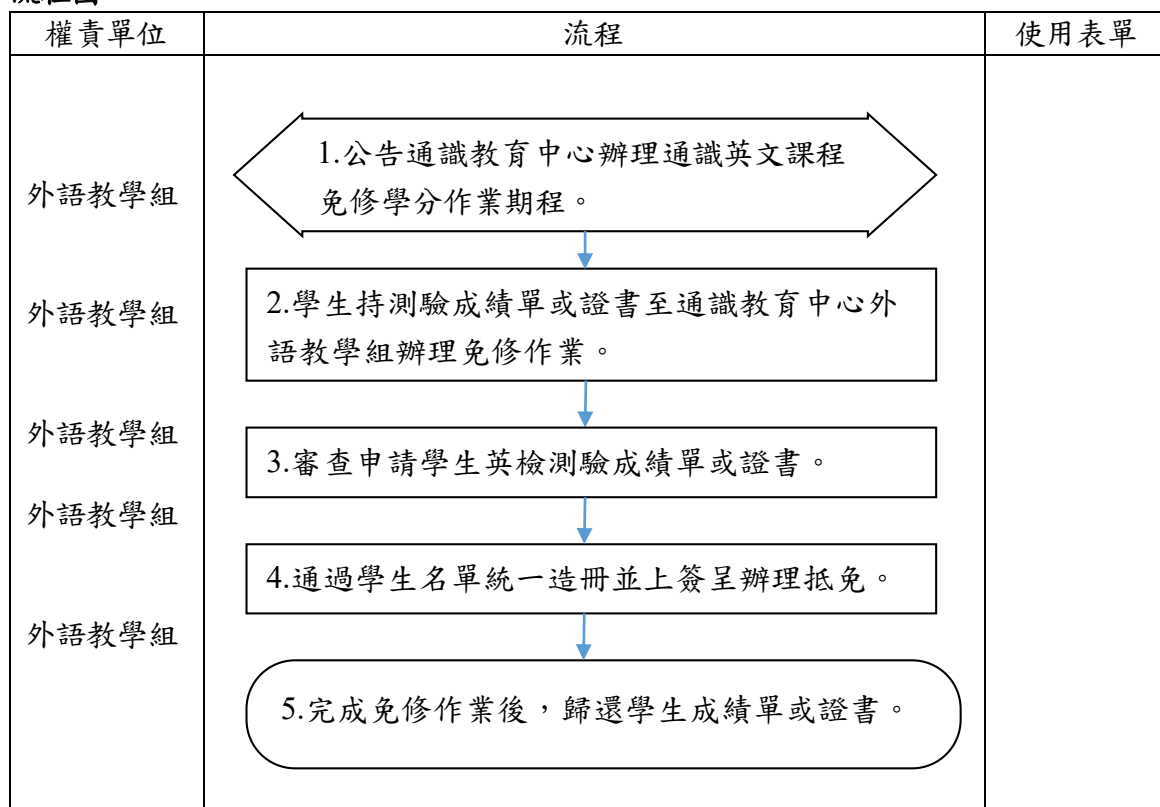 權責單位 流程 使用表單
外語教學組
1.公告通識教育中心辦理通識英文課程
免修學分作業期程。
外語教學組
2.學生持測驗成績單或證書至通識教育中心外
語教學組辦理免修作業。
外語教學組
3.審查申請學生英檢測驗成績單或證書。
外語教學組
4.通過學生名單統一造冊並上簽呈辦理抵免。
外語教學組
5.完成免修作業後,歸還學生成績單或證書。